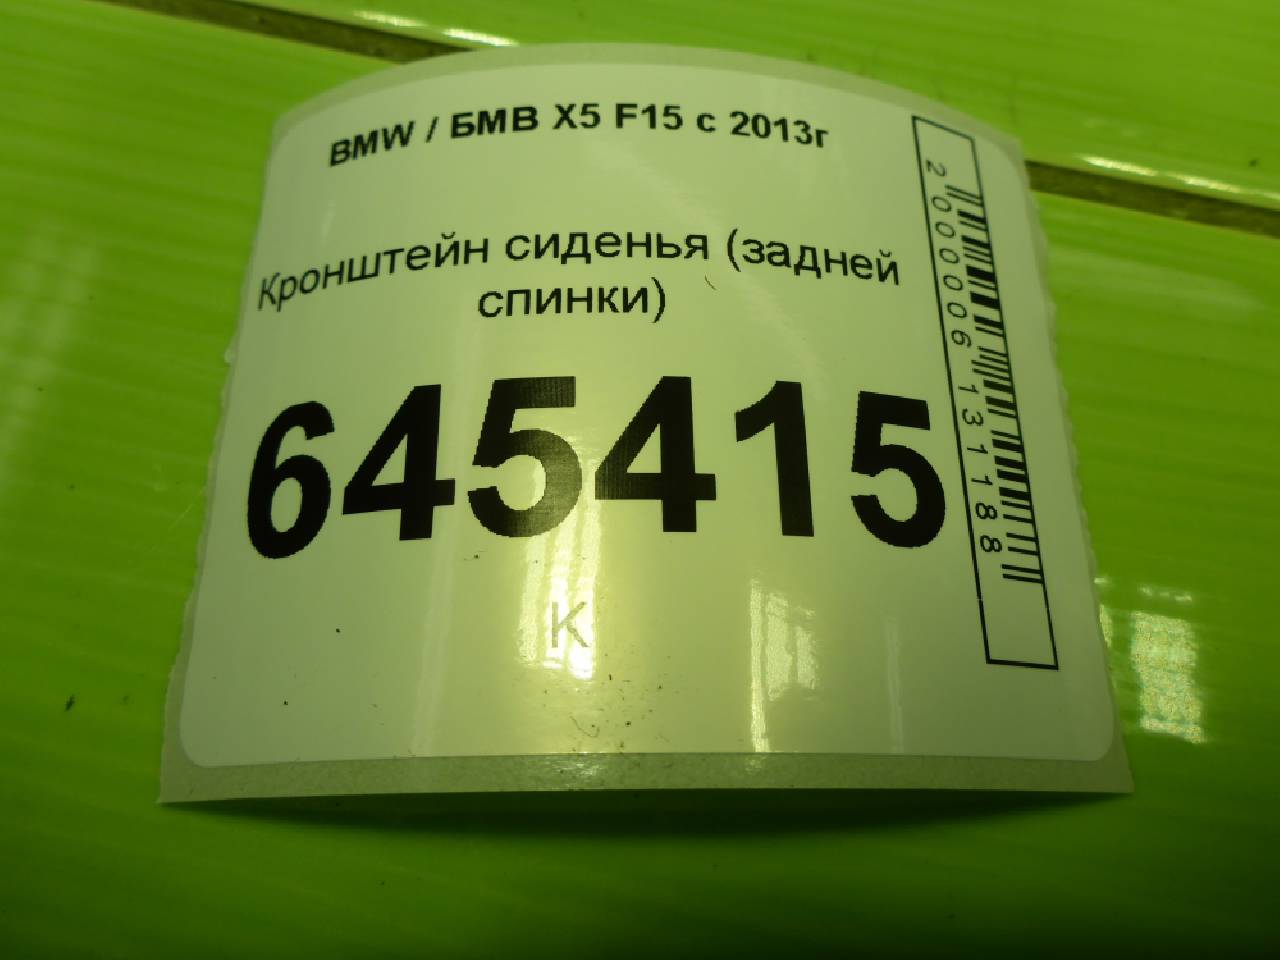 BMW / БМВ X5 F15 с 2013г
Кронштейн сиденья (задней
спинки)
645415
К
2000006131188